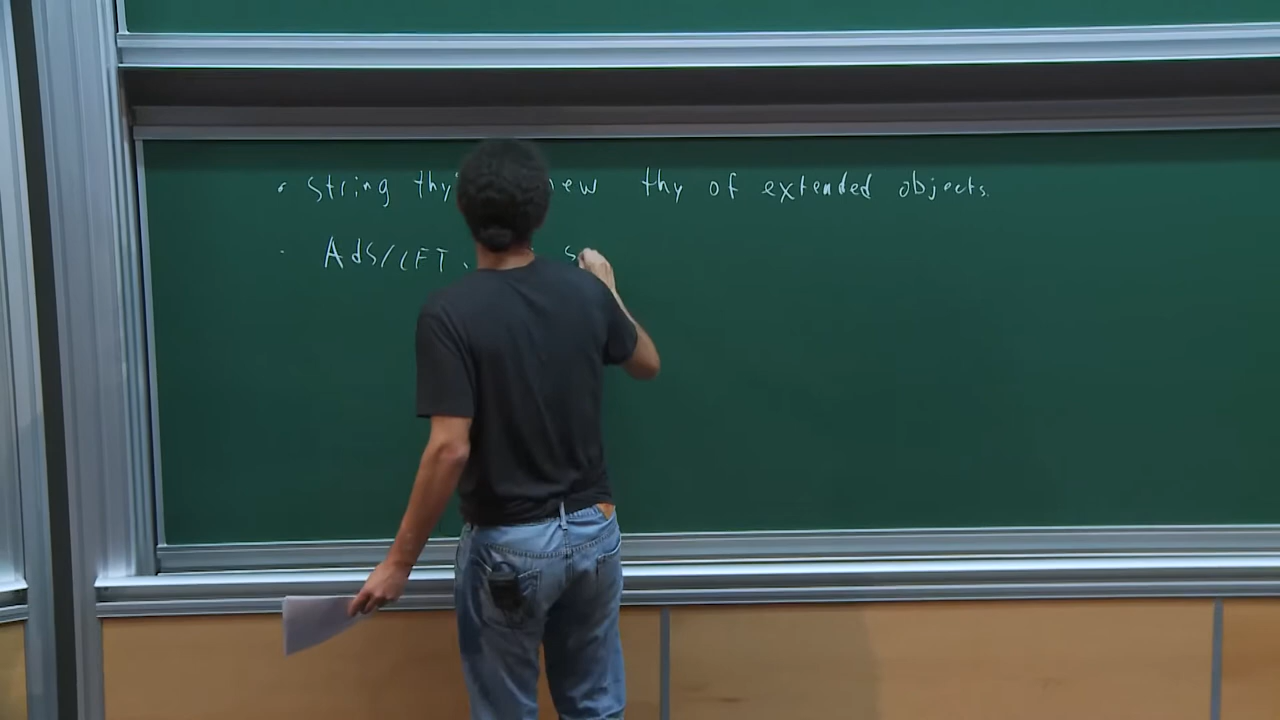 • String thy new thy of extended objects.
· AdS/CFT